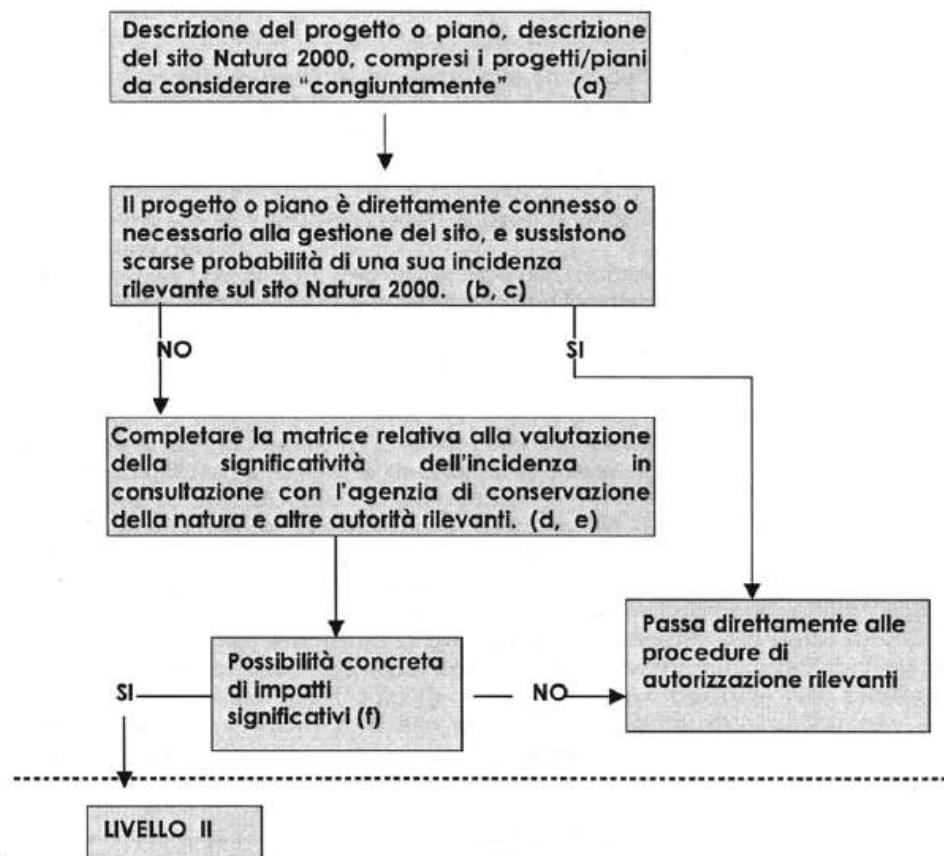 Descrizione del progetto o piano, descrizione
del sito Natura 2000, compresi i progetti/piani
da considerare “congiuntamente” (a)
Il progetto o piano è direttamente connesso o
necessario alla gestione del sito, e sussistono
scarse probabilità di una sua incidenza
rilevante sul sito Natura 2000. (b, c)
NO
SI
Completare la matrice relativa alla valutazione
della significatività dell'incidenza in
consultazione con l'agenzia di conservazione
della natura e altre autorità rilevanti. (d, e)
Possibilità concreta
di impatti
significativi (f)
SI
NO
Passa direttamente alle
procedure di
autorizzazione rilevanti
LIVELLO II